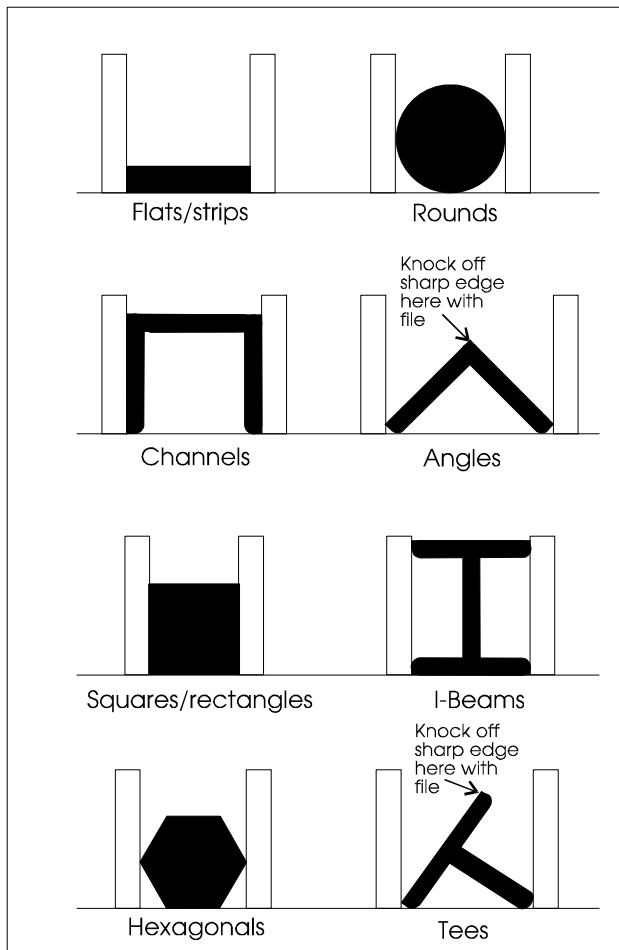 Flats/strips
Rounds
Knock off
sharp edge
here with
file
Channels
Angles
Squares/rectangles
I-Beams
Knock off
sharp edge
here with
file
Hexagonals
Tees